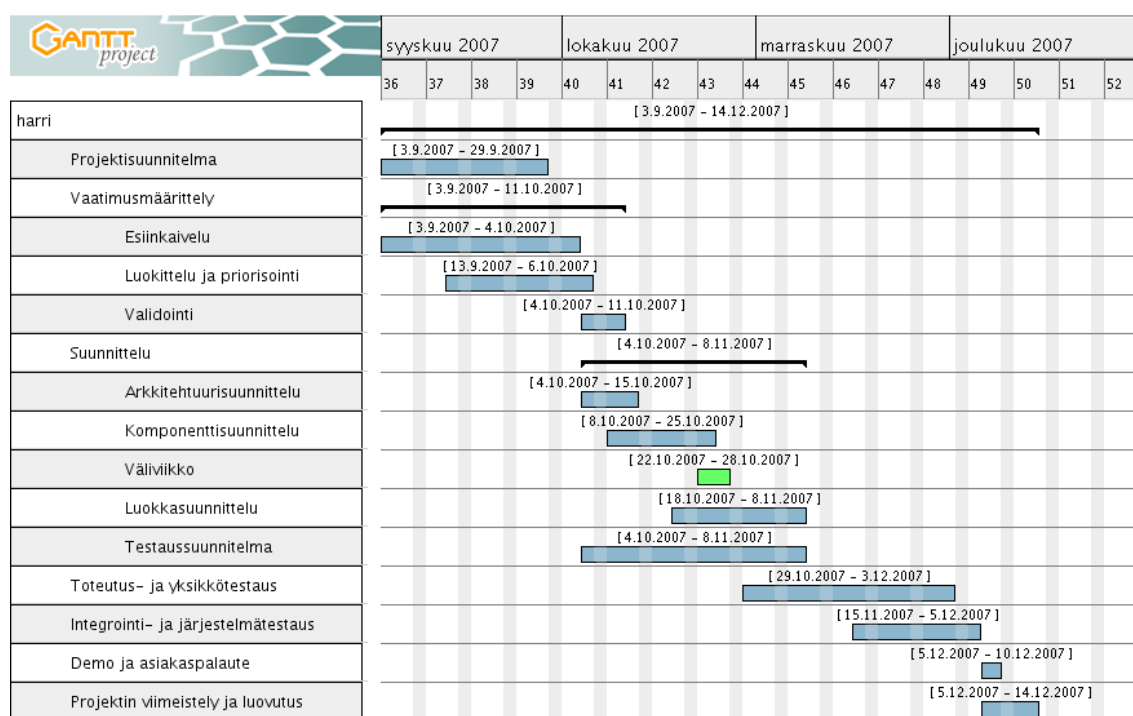 GANTT
project
syyskuu 2007 lokakuu 2007 marraskuu 2007 joulukuu 2007
36 37 38 39 40 41 42 43 44 45 46 47 48 49 50 51 52
harri [3.9.2007 - 14.12.2007]
Projektisuunnitelma [3.9.2007 - 29.9.2007]
Vaatimusmäärittely [3.9.2007 - 11.10.2007]
Esiinkaivelu [3.9.2007 - 4.10.2007]
Luokittelu ja priorisointi [13.9.2007 - 6.10.2007]
Validointi [4.10.2007 - 11.10.2007]
Suunnittelu [4.10.2007 - 8.11.2007]
Arkkitehtuurisuunnittelu [4.10.2007 - 15.10.2007]
Komponenttisuunnittelu [8.10.2007 - 25.10.2007]
Väliviikko [22.10.2007 - 28.10.2007]
Luokkasuunnittelu [18.10.2007 - 8.11.2007]
Testaussuunnitelma [4.10.2007 - 8.11.2007]
Toteutus- ja yksikkötestaus [29.10.2007 - 3.12.2007]
Integrointi- ja järjestelmätestaus [15.11.2007 - 5.12.2007]
Demo ja asiakaspalaute [5.12.2007 - 10.12.2007]
Projektin viimeistely ja luovutus [5.12.2007 - 14.12.2007]